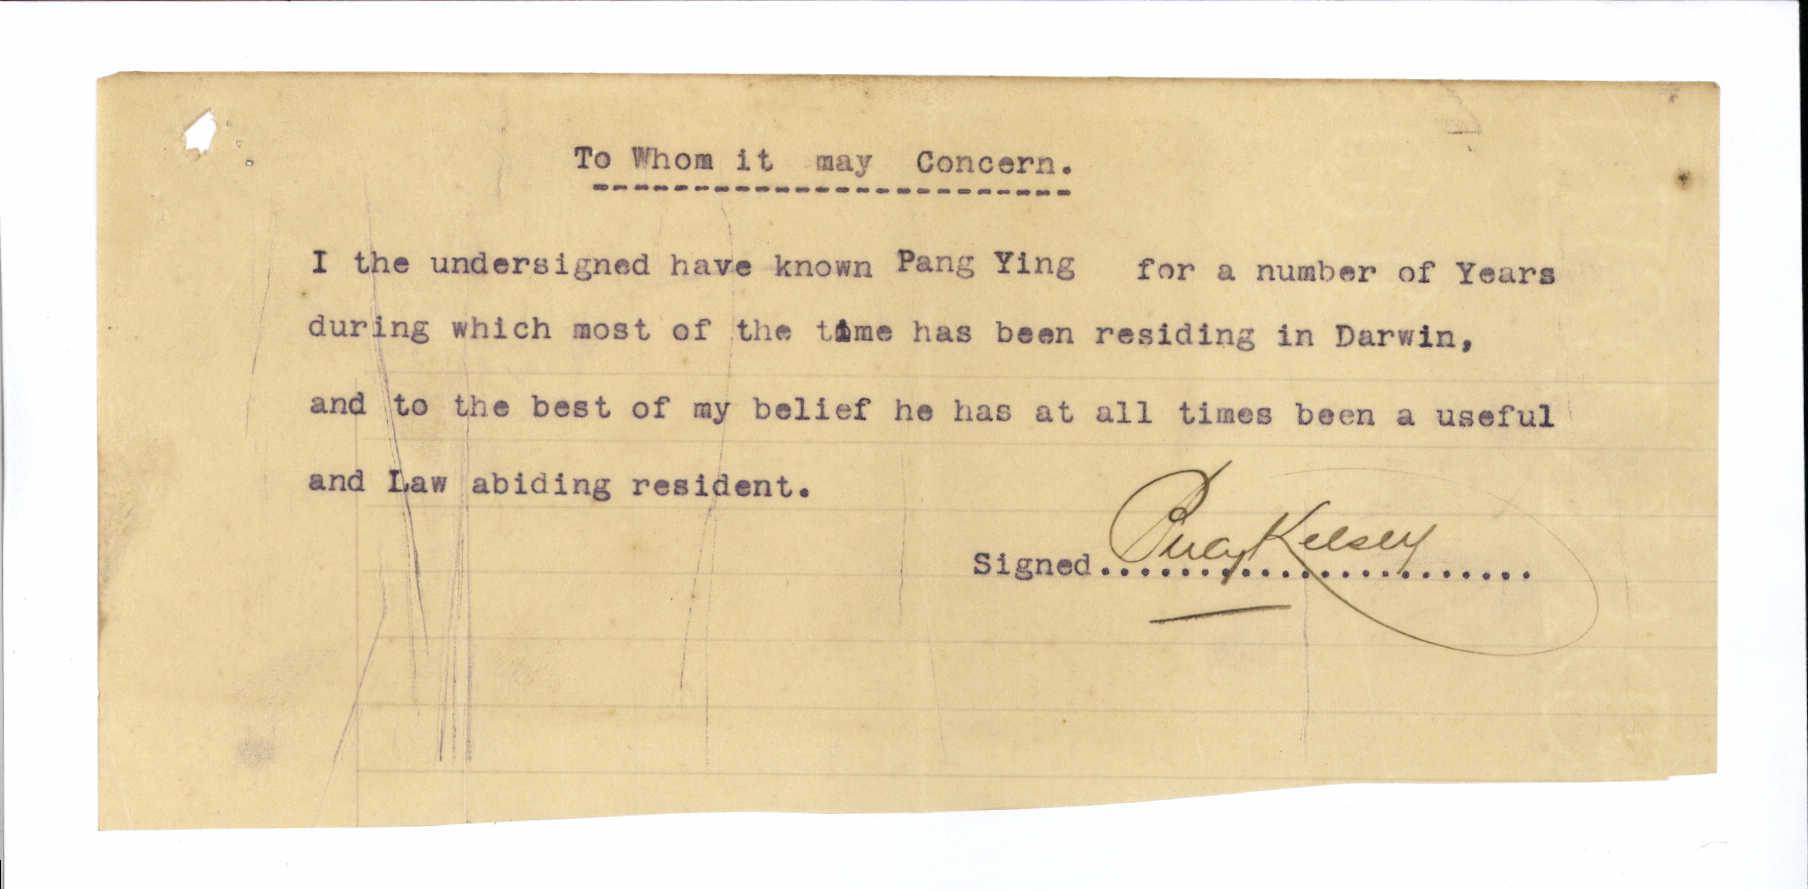 To Whom it may Concern.
I the undersigned have known Pang Ying for a number of Years
during which most of the time has been residing in Darwin,
and to the best of my belief he has at all times been a useful
and Law abiding resident.
Signed........................
Percy Kelsey